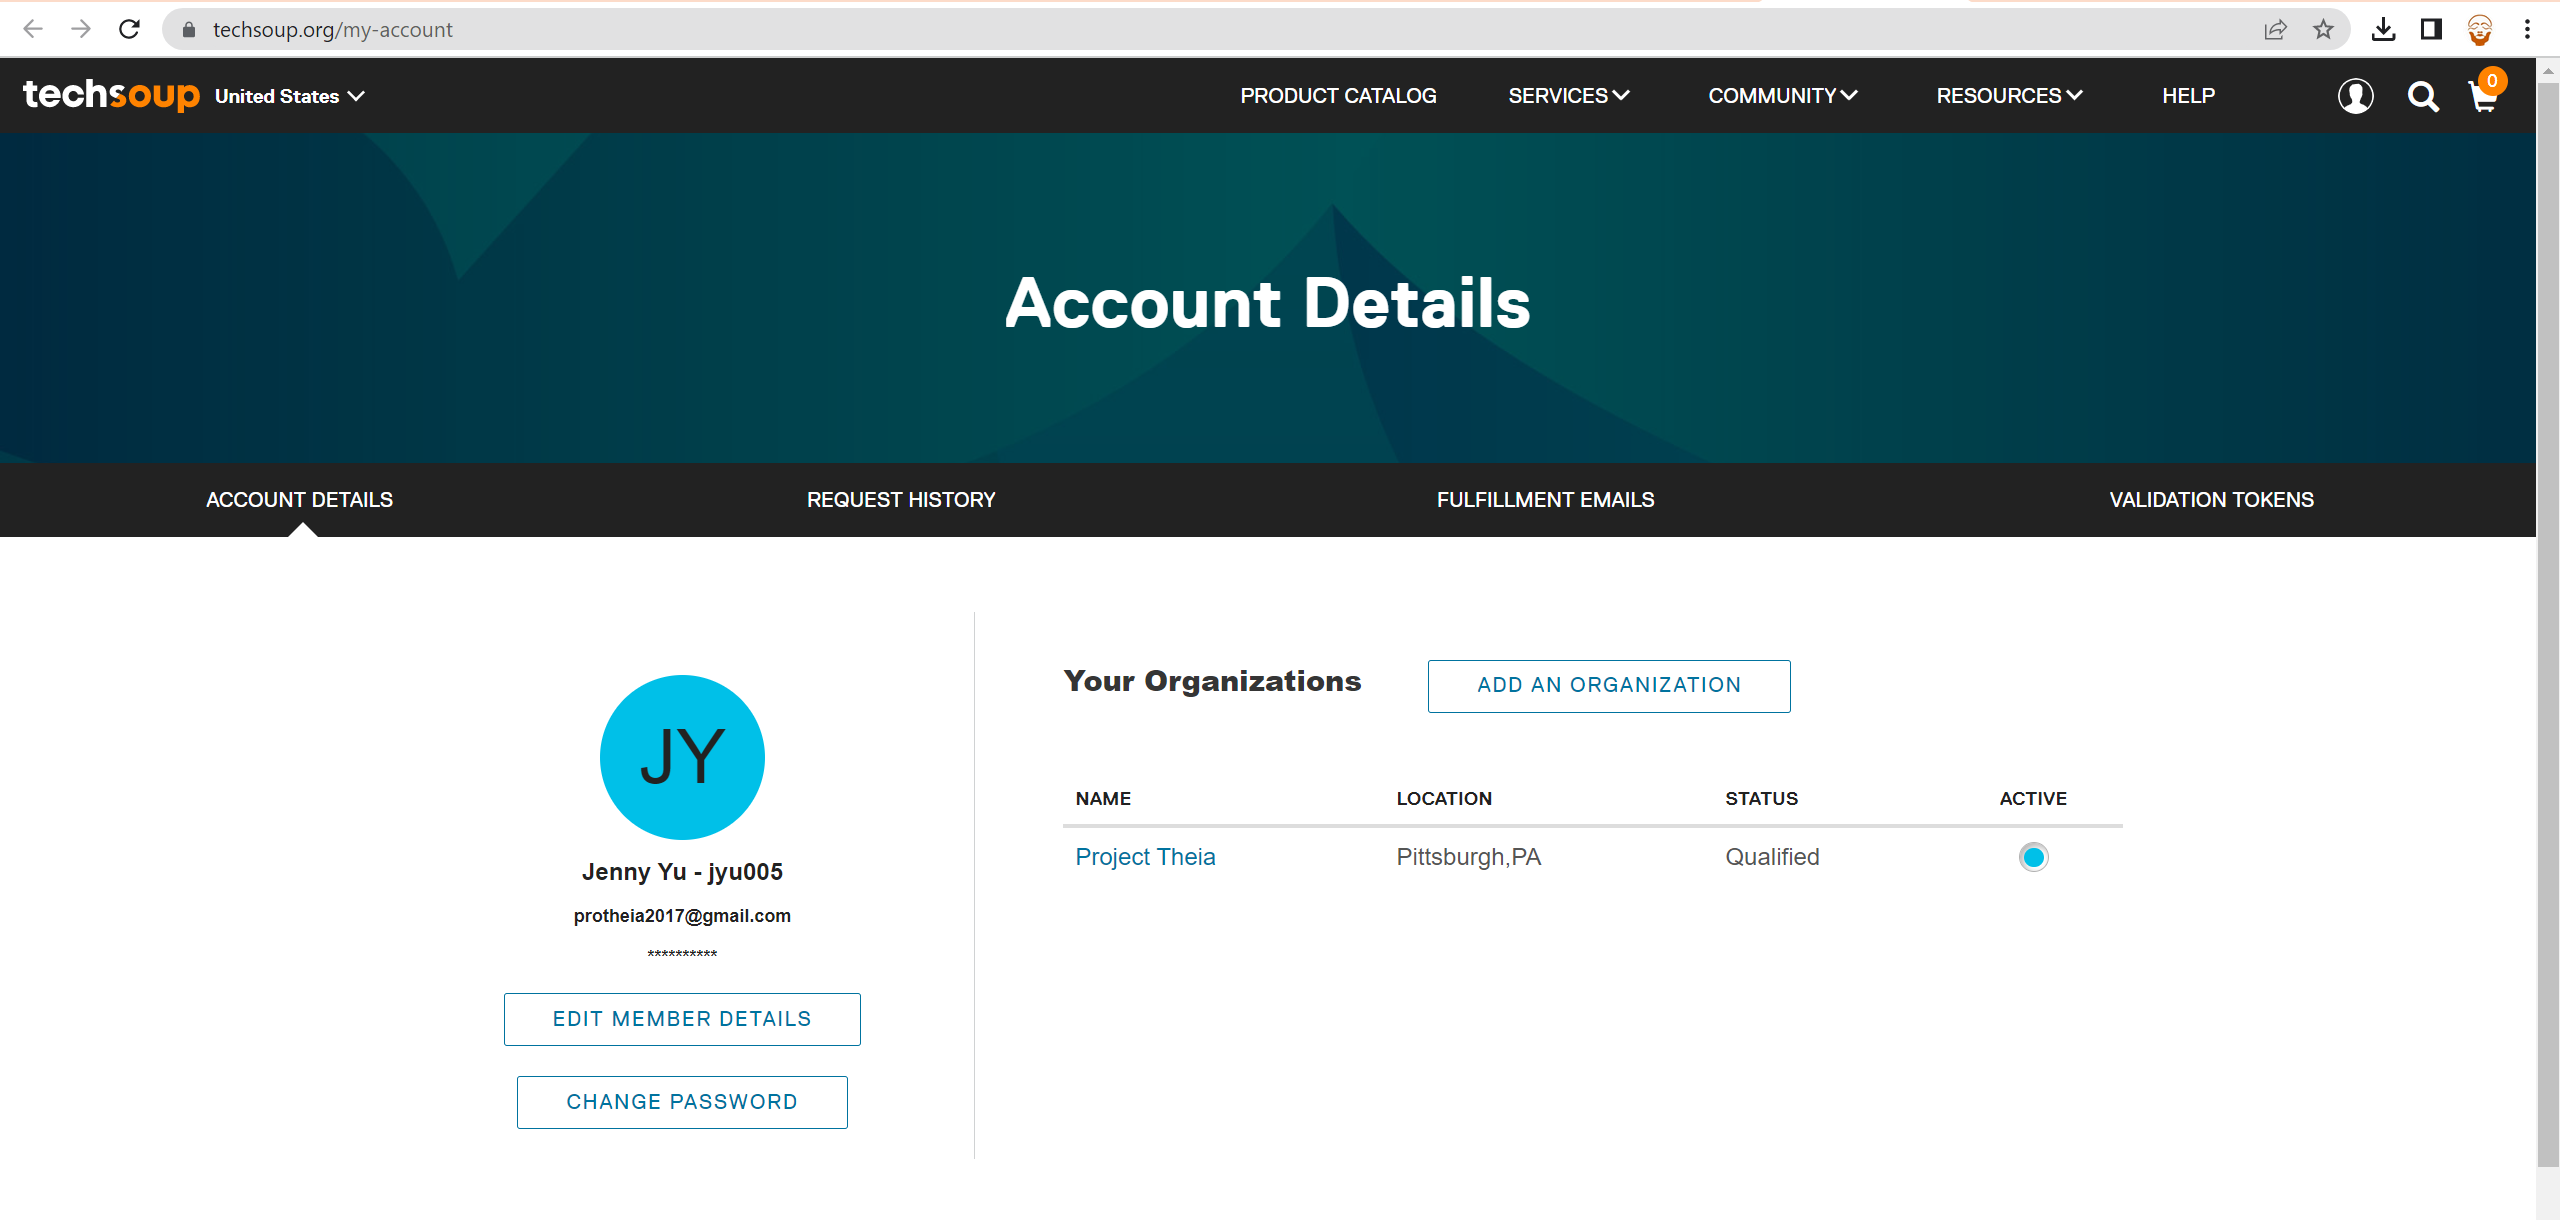 techsoup.org/my-account
techsoup United States PRODUCT CATALOG SERVICES COMMUNITY RESOURCES HELP 0
Account Details
ACCOUNT DETAILS REQUEST HISTORY FULFILLMENT EMAILS VALIDATION TOKENS
JY
Jenny Yu - jyu005
protheia2017@gmail.com
**********
EDIT MEMBER DETAILS
CHANGE PASSWORD
Your Organizations ADD AN ORGANIZATION
NAME LOCATION STATUS ACTIVE
Project Theia Pittsburgh,PA Qualified